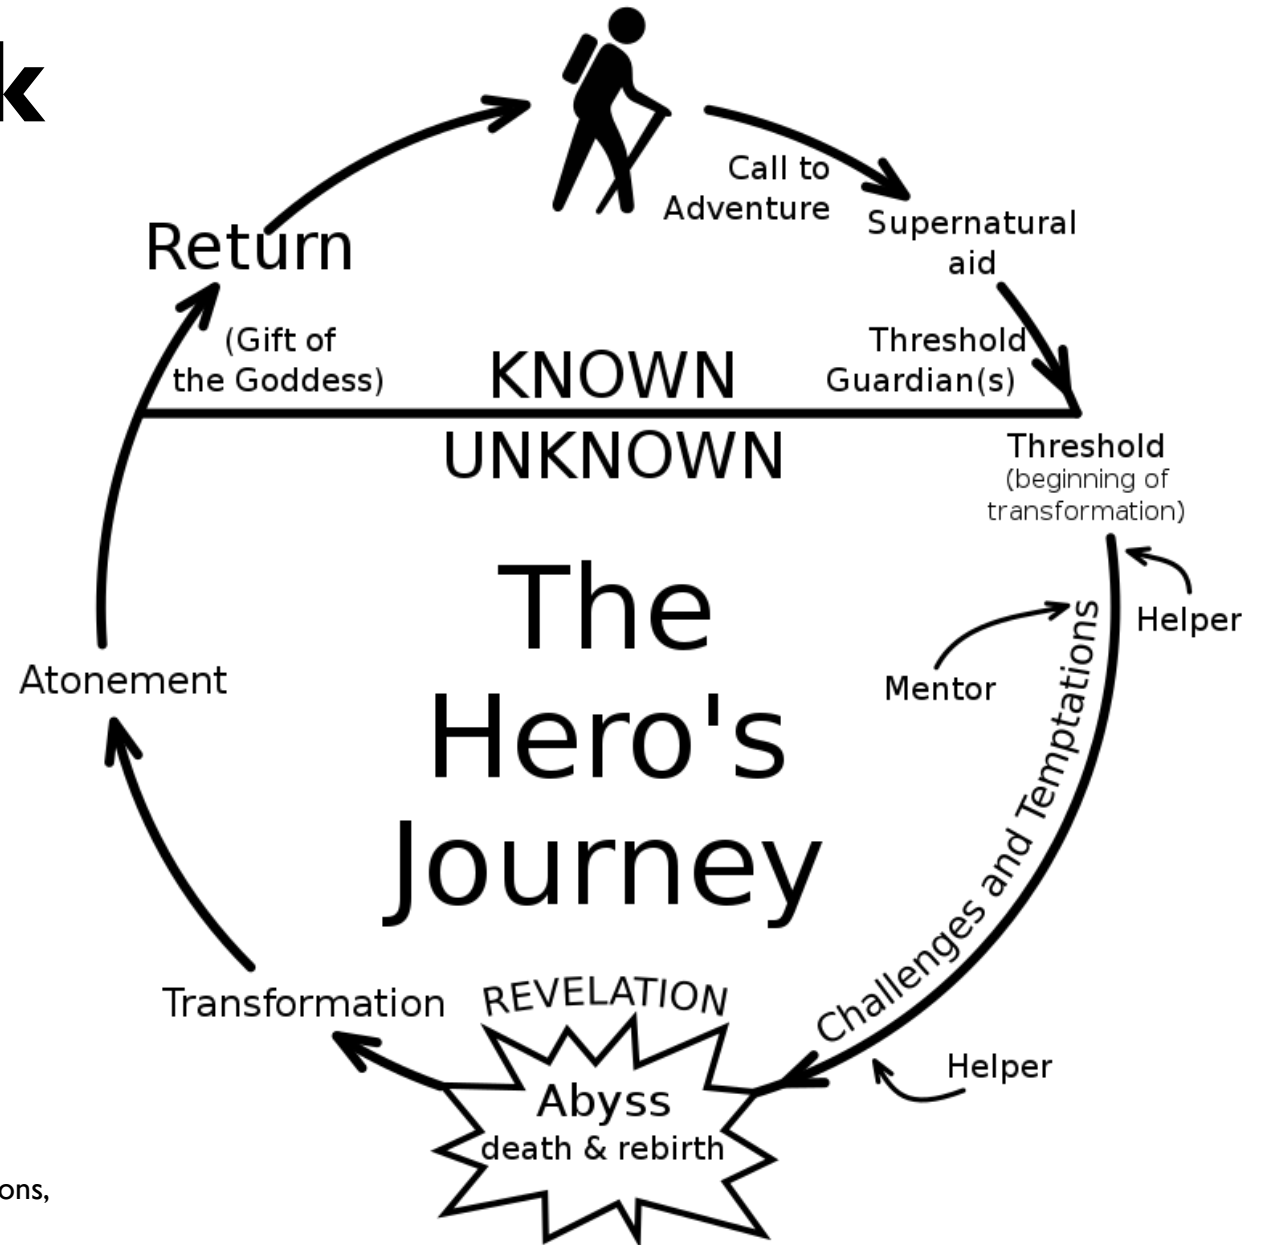 k
Call to
Adventure
Supernatural
aid
Return
(Gift of
the Goddess)
KNOWN
Threshold
Guardian(s)
UNKNOWN
Threshold
(beginning of
transformation)
The
Hero's
Journey
Helper
Mentor
Challenges and Temptations
Atonement
Transformation
REVELATION
Abyss
death & rebirth
Helper
ons,